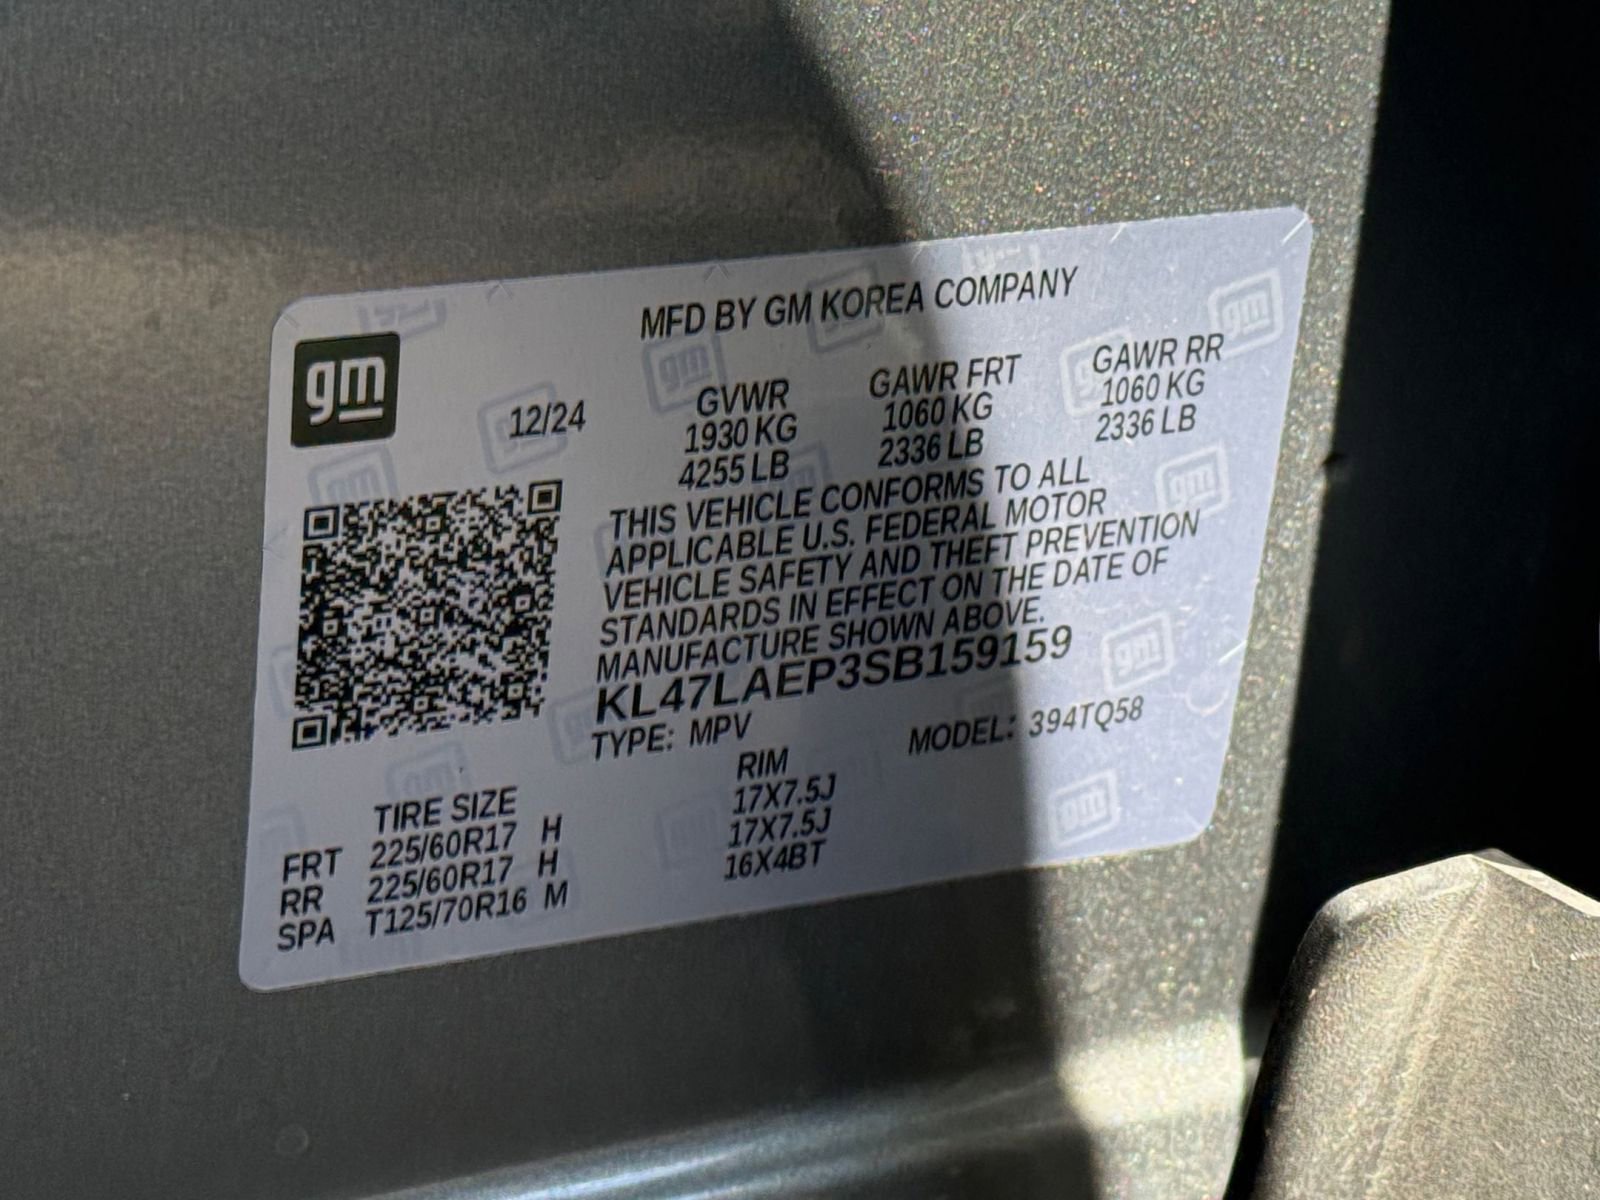 gm
MFD BY GM KOREA COMPANY
12/24
GVWR GAWR FRT GAWR RR
1930 KG 1060 KG 1060 KG
4255 LB 2336 LB 2336 LB
THIS VEHICLE CONFORMS TO ALL
APPLICABLE U.S. FEDERAL MOTOR
VEHICLE SAFETY AND THEFT PREVENTION
STANDARDS IN EFFECT ON THE DATE OF
MANUFACTURE SHOWN ABOVE.
KL47LAEP3SB159159
TYPE: MPV MODEL: 394TQ58
TIRE SIZE RIM
FRT 225/60R17 H 17X7.5J
RR 225/60R17 H 17X7.5J
SPA T125/70R16 M 16X4BT